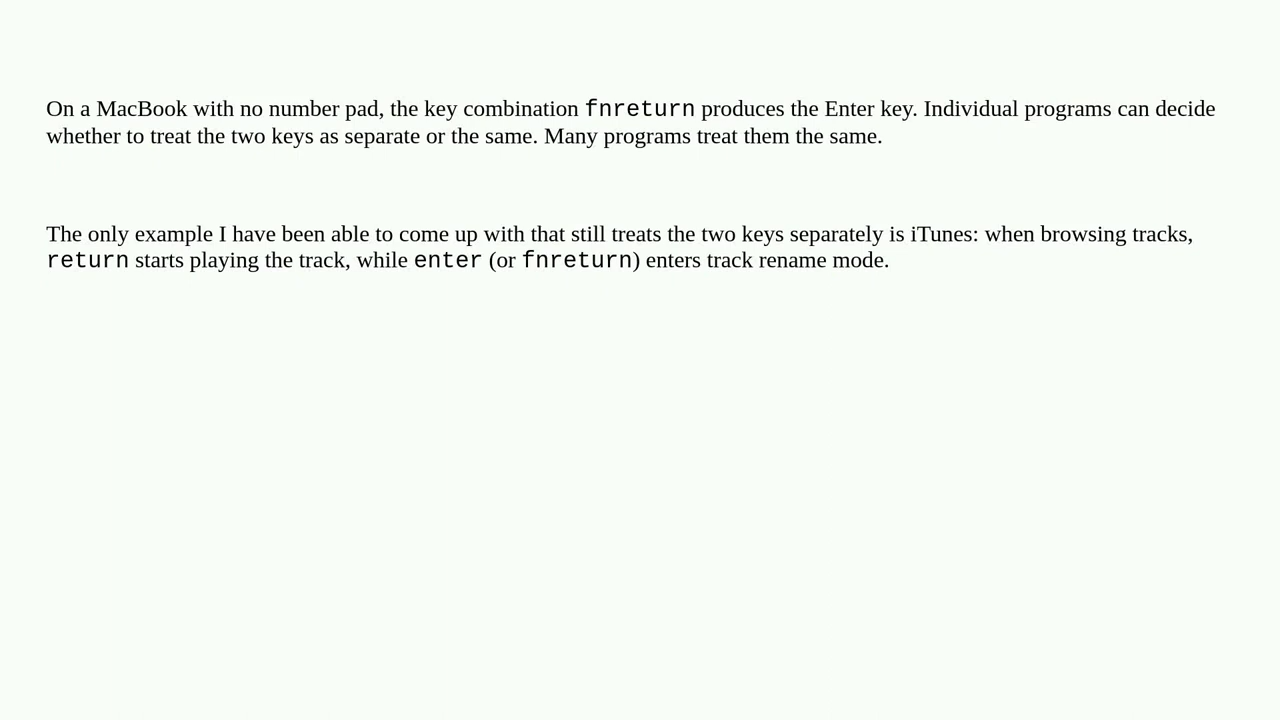 On a MacBook with no number pad, the key combination fnreturn produces the Enter key. Individual programs can decide
whether to treat the two keys as separate or the same. Many programs treat them the same.
The only example I have been able to come up with that still treats the two keys separately is iTunes: when browsing tracks,
return starts playing the track, while enter (or fnreturn) enters track rename mode.